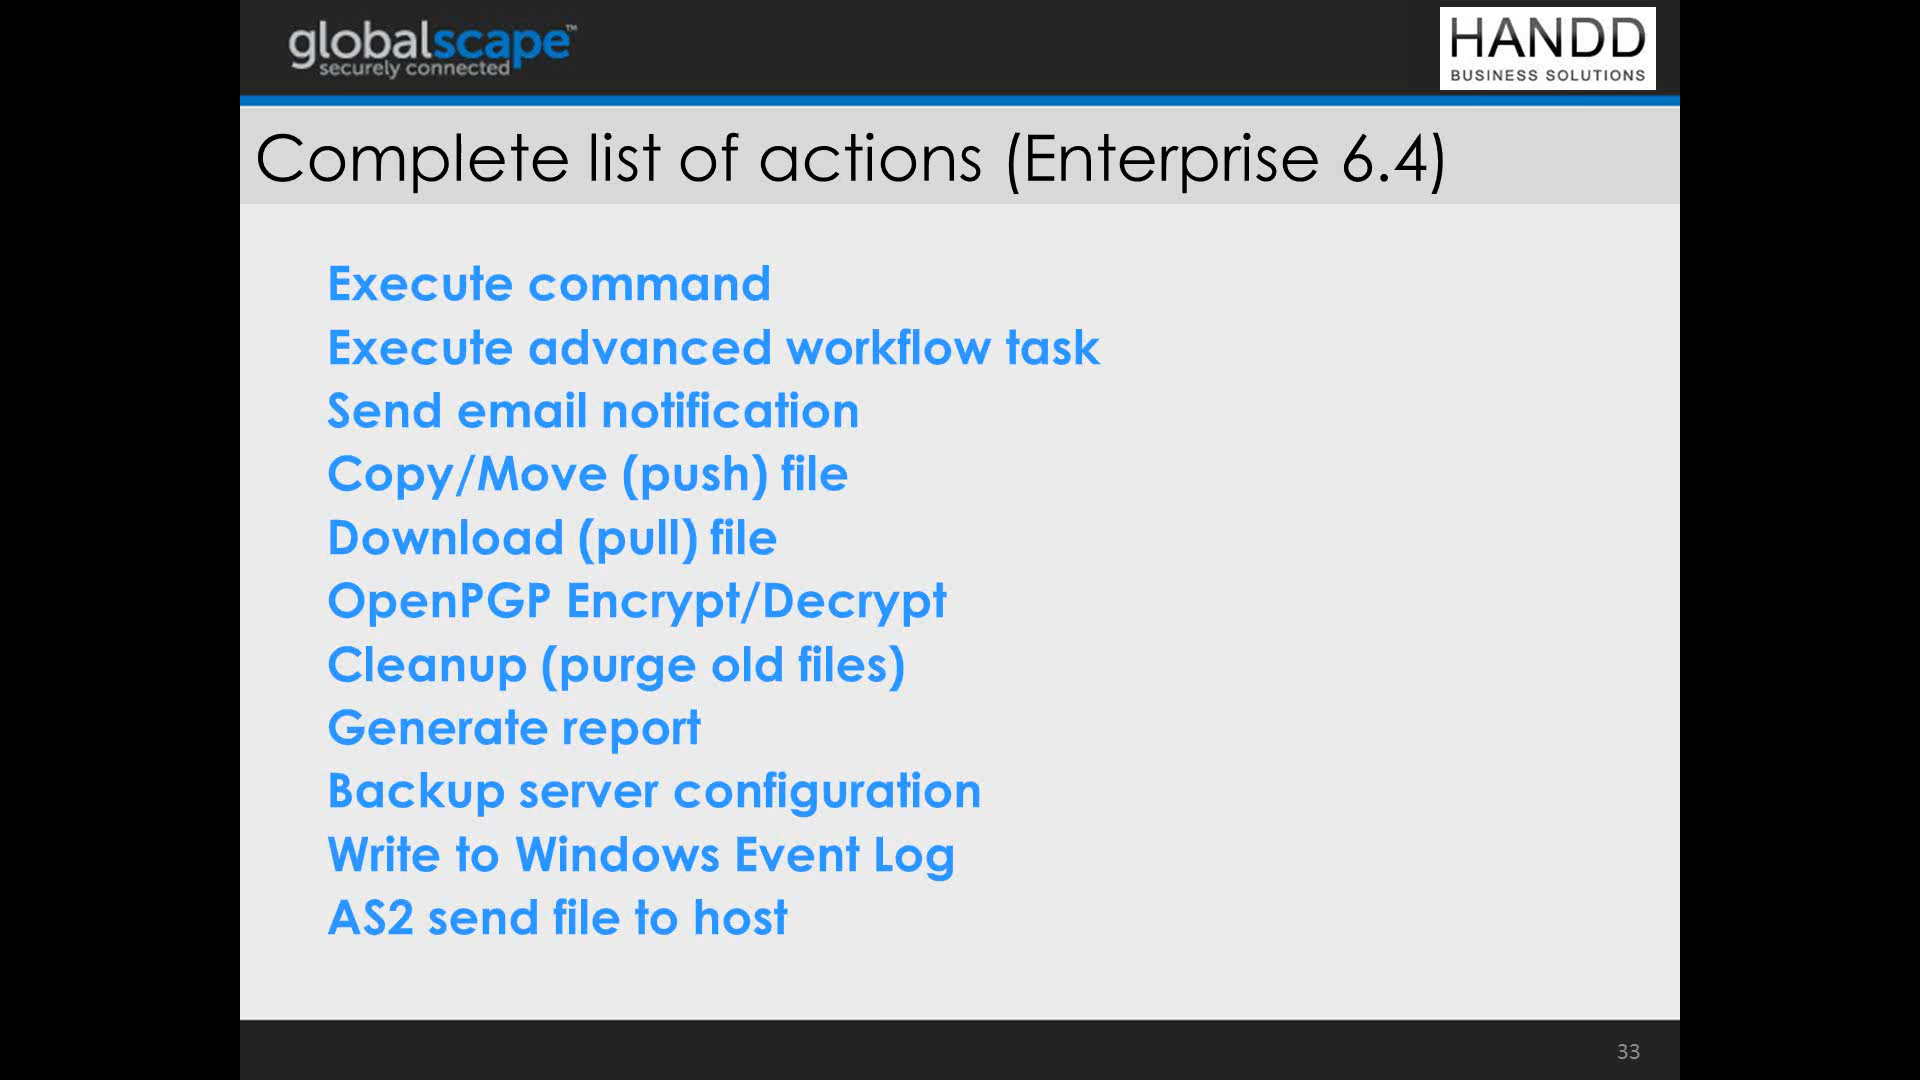 globalscape™
securely connected
HANDD
BUSINESS SOLUTIONS
Complete list of actions (Enterprise 6.4)
Execute command
Execute advanced workflow task
Send email notification
Copy/Move (push) file
Download (pull) file
OpenPGP Encrypt/Decrypt
Cleanup (purge old files)
Generate report
Backup server configuration
Write to Windows Event Log
AS2 send file to host
33